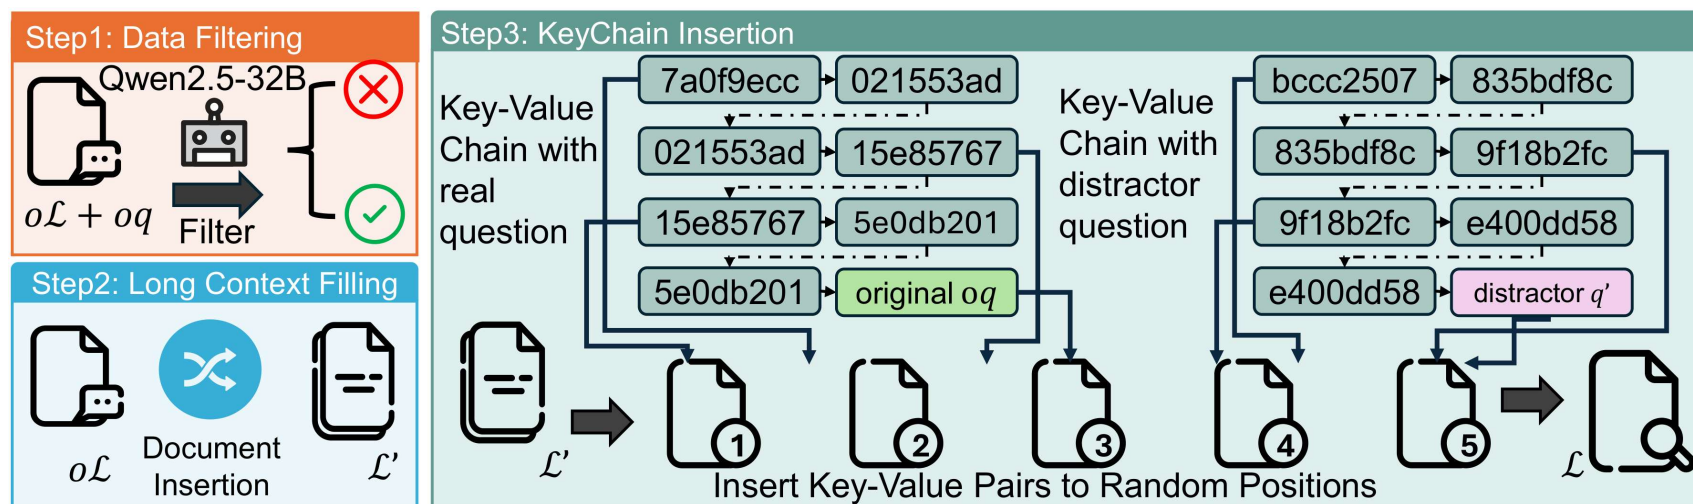 Step1: Data Filtering
Qwen2.5-32B
oℒ + oq
Filter
Step2: Long Context Filling
oℒ
Document
Insertion
ℒ’
Step3: KeyChain Insertion
Key-Value
Chain with
real
question
7a0f9ecc
021553ad
021553ad
15e85767
15e85767
5e0db201
5e0db201
original oq
Key-Value
Chain with
distractor
question
bccc2507
835bdf8c
835bdf8c
9f18b2fc
9f18b2fc
e400dd58
e400dd58
distractor q’
ℒ’
1
2
3
4
5
ℒ
Insert Key-Value Pairs to Random Positions